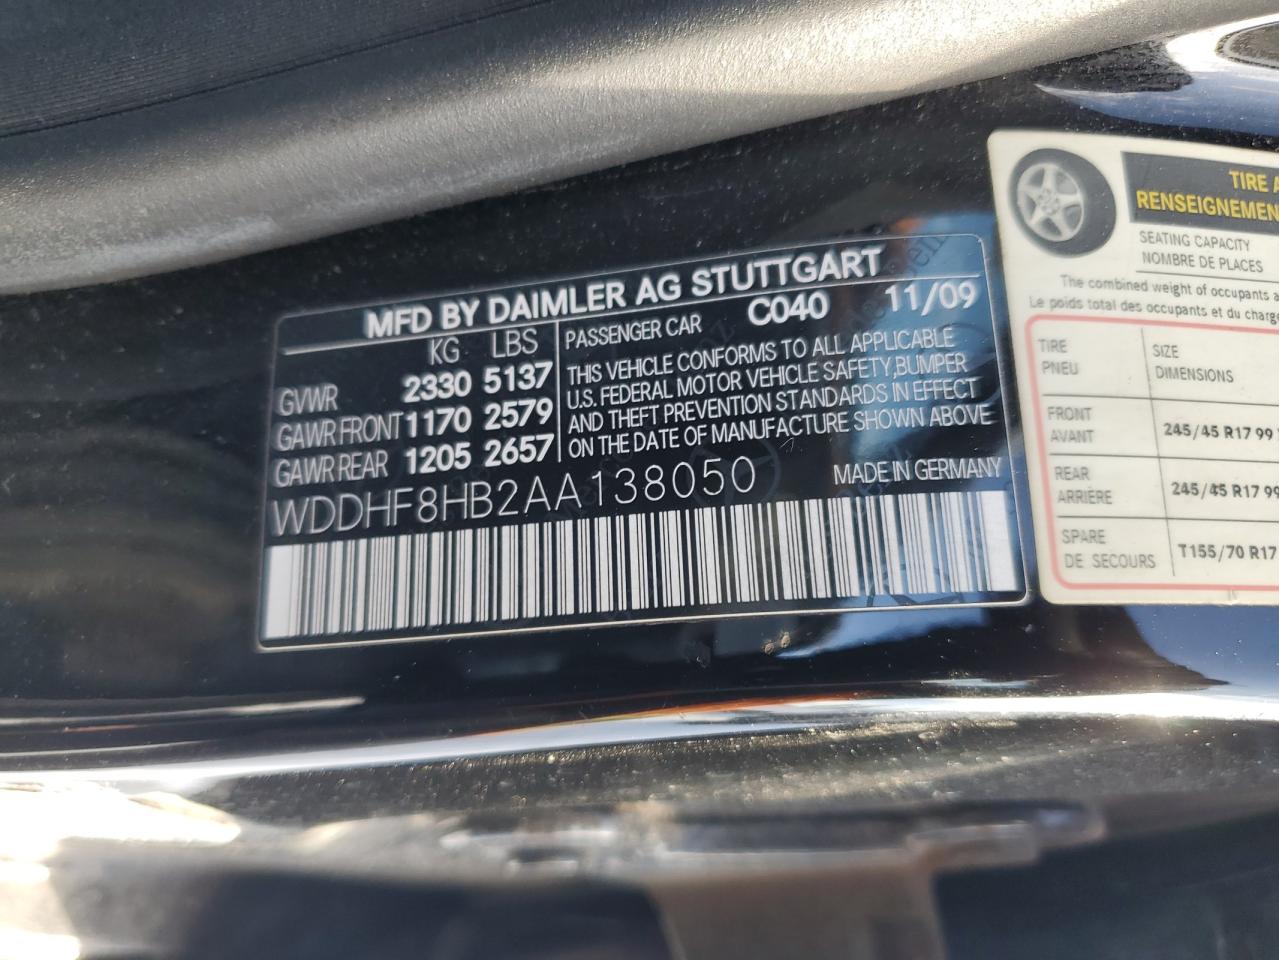 MFD BY DAIMLER AG STUTTGART
KG LBS
GVWR 2330 5137
GAWR FRONT 1170 2579
GAWR REAR 1205 2657
PASSENGER CAR C040 11/09
THIS VEHICLE CONFORMS TO ALL APPLICABLE
U.S. FEDERAL MOTOR VEHICLE SAFETY,BUMPER
AND THEFT PREVENTION STANDARDS IN EFFECT
ON THE DATE OF MANUFACTURE SHOWN ABOVE
WDDHF8HB2AA138050 MADE IN GERMANY
TIRE
RENSEIGNEMEN
SEATING CAPACITY
NOMBRE DE PLACES
The combined weight of occupants
Le poids total des occupants et du charg
TIRE SIZE
PNEU DIMENSIONS
FRONT
AVANT 245/45 R17 99
REAR
ARRIÈRE 245/45 R17 99
SPARE
DE SECOURS T155/70 R17